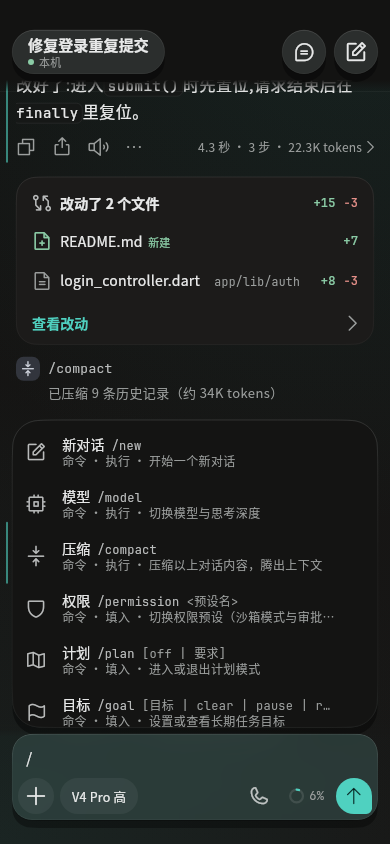 修复登录重复提交
本机
改好了:进入 submit() 时先置位,请求结束后在
finally 里复位。
4.3 秒 · 3 步 · 22.3K tokens
改动了 2 个文件 +15 -3
README.md 新建 +7
login_controller.dart app/lib/auth +8 -3
查看改动
/compact
已压缩 9 条历史记录（约 34K tokens）
新对话 /new
命令 · 执行 · 开始一个新对话
模型 /model
命令 · 执行 · 切换模型与思考深度
压缩 /compact
命令 · 执行 · 压缩以上对话内容，腾出上下文
权限 /permission <预设名>
命令 · 填入 · 切换权限预设（沙箱模式与审批…
计划 /plan [off | 要求]
命令 · 填入 · 进入或退出计划模式
目标 /goal [目标 | clear | pause | r…
命令 · 填入 · 设置或查看长期任务目标
/
V4 Pro 高
6%